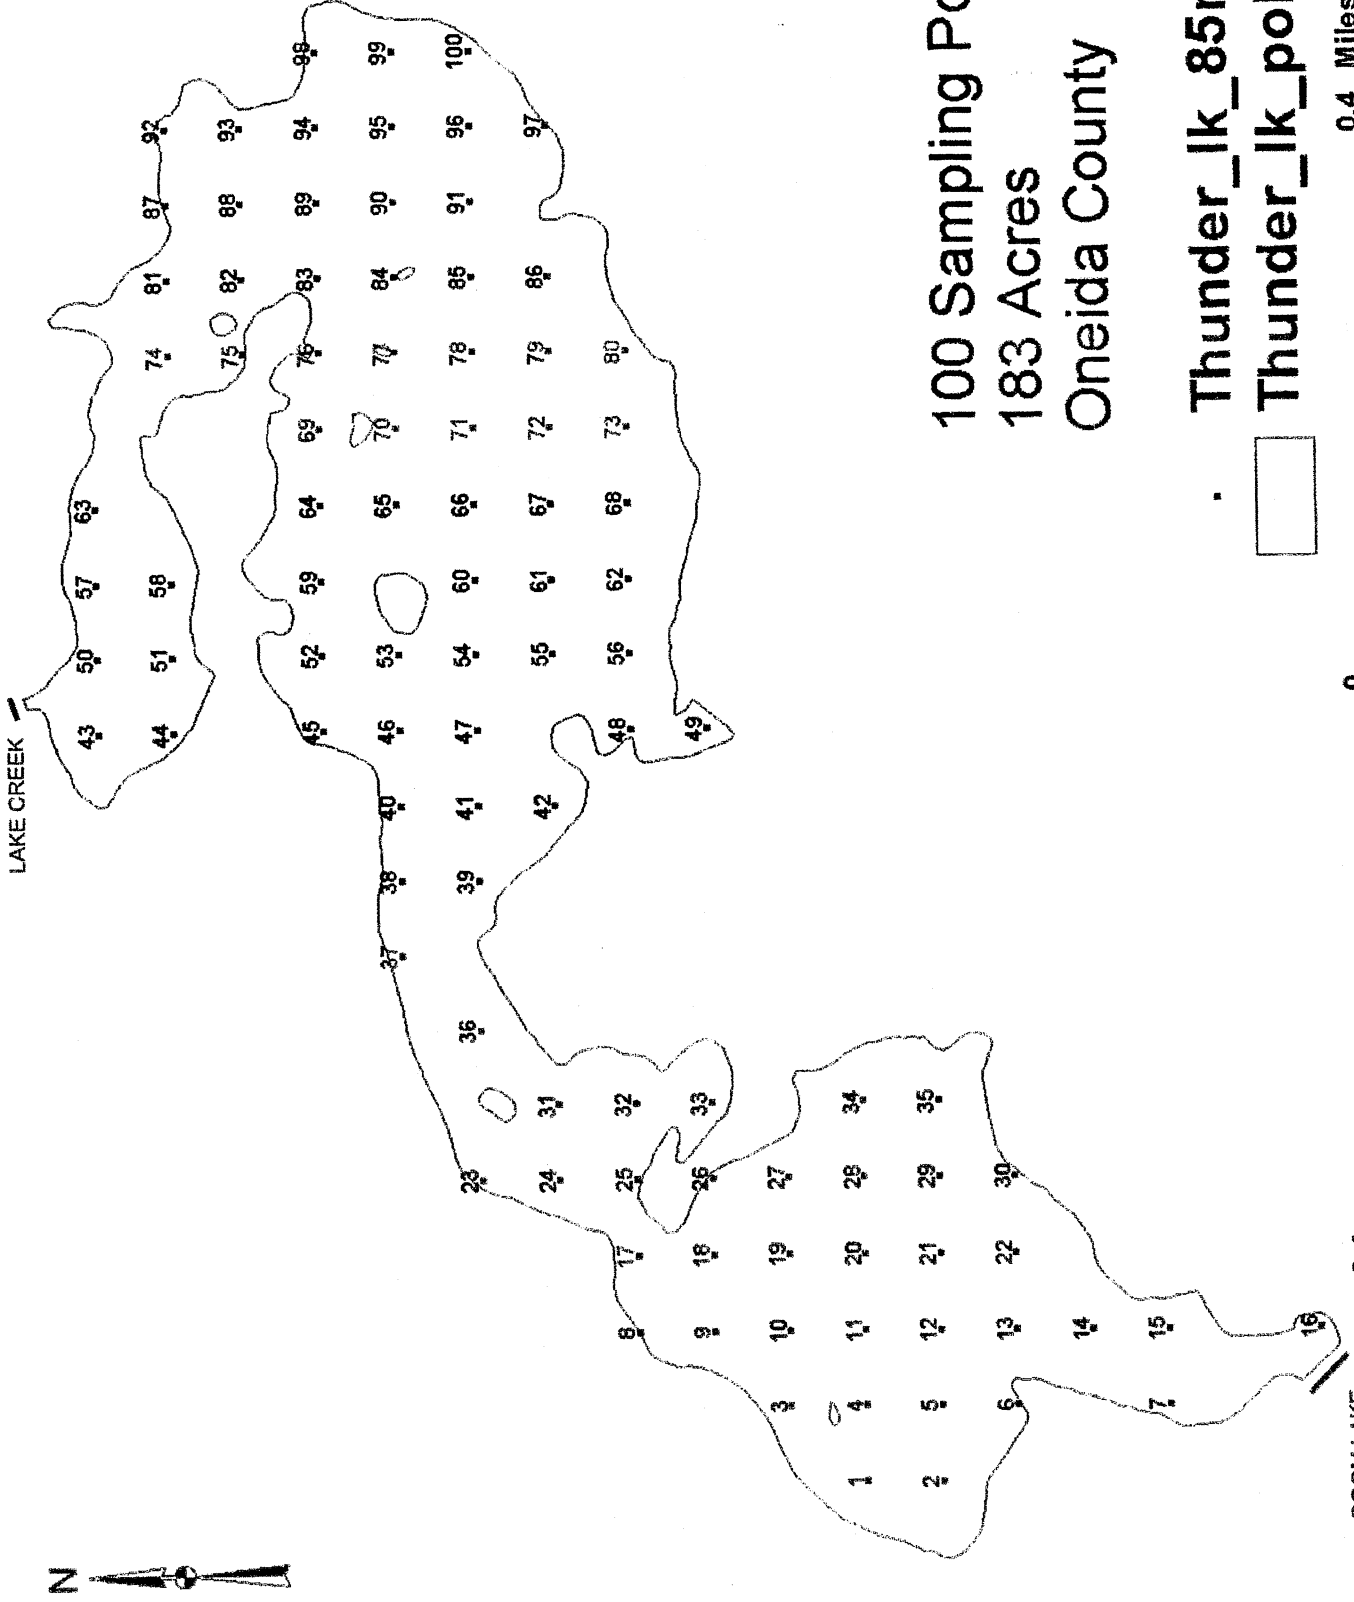 LAKE CREEK
N
43 50 57 63
44 51 58 74 81 87 92
75 82 88 93
45 52 59 64 69 76 83 89 94 98
37 38 40 46 53 65 70 77 84 90 95 99
23 36 39 41 47 54 60 66 71 78 85 91 96 100
24 31 42 55 61 67 72 79 86 97
8 17 25 32 48 56 62 68 73 80
9 18 26 33 49
3 10 19 27
1 4 11 20 28 34
2 5 12 21 29 35
6 13 22 30
14
7 15
16
100 Sampling Po
183 Acres
Oneida County
Thunder_lk_85
Thunder_lk_pol
0.4 Miles